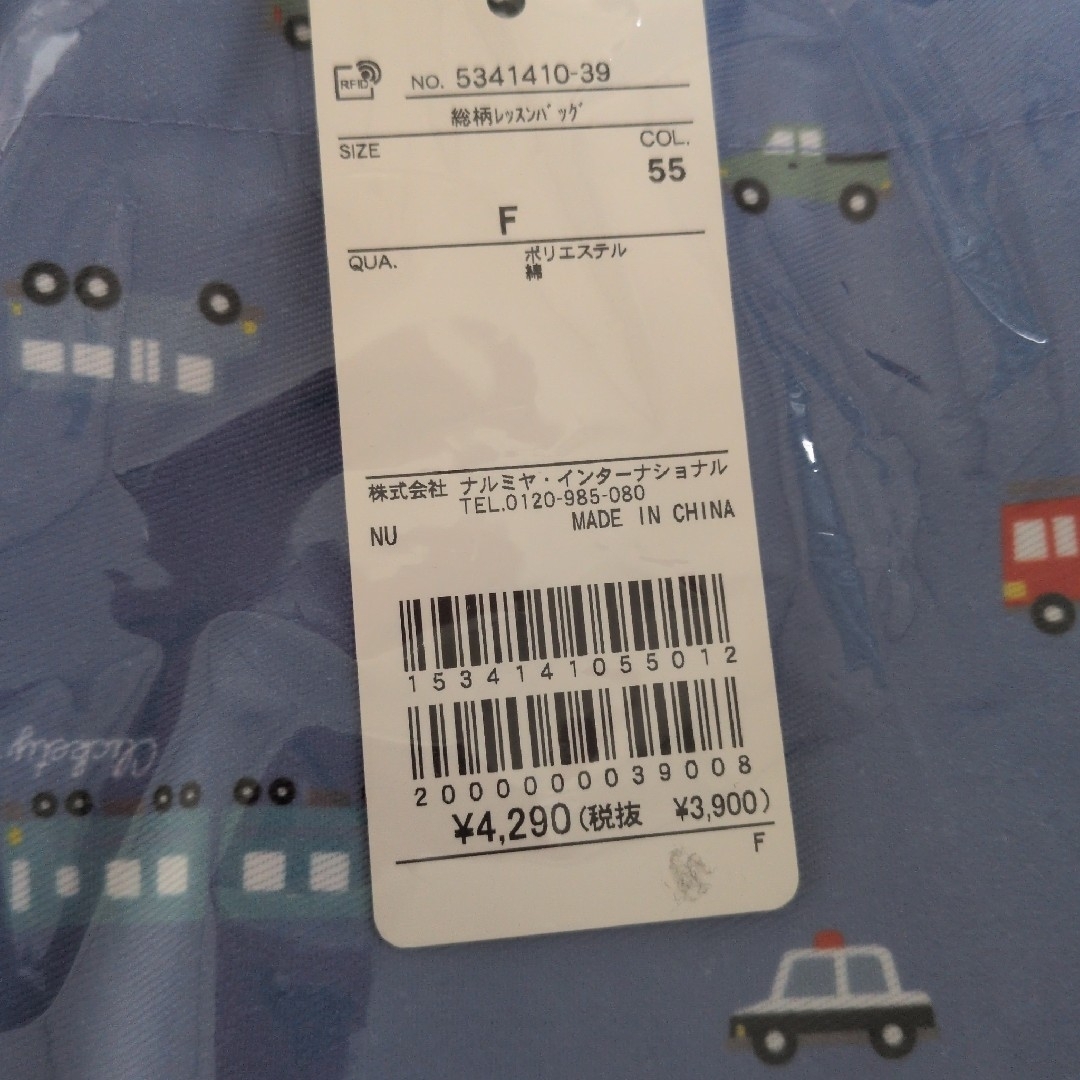 RFID
NO. 5341410-39
総柄ﾚｯｽﾝﾊﾞｯｸﾞ
SIZE
COL.
55
F
QUA.
ポリエステル
綿
株式会社 ナルミヤ・インターナショナル
TEL.0120-985-080
NU
MADE IN CHINA
1534141055012
2000000039008
¥4,290(税抜 ¥3,900)
F
Clickety